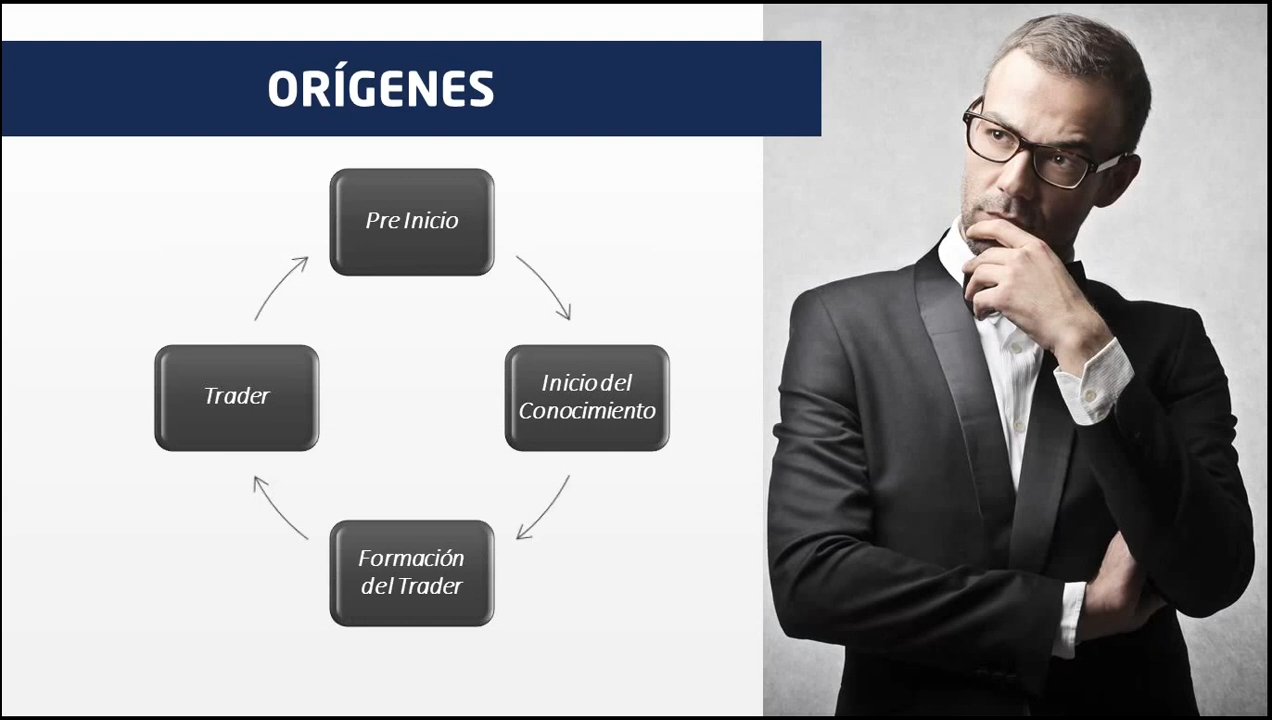 ORÍGENES
Pre Inicio
Inicio del
Conocimiento
Formación
del Trader
Trader